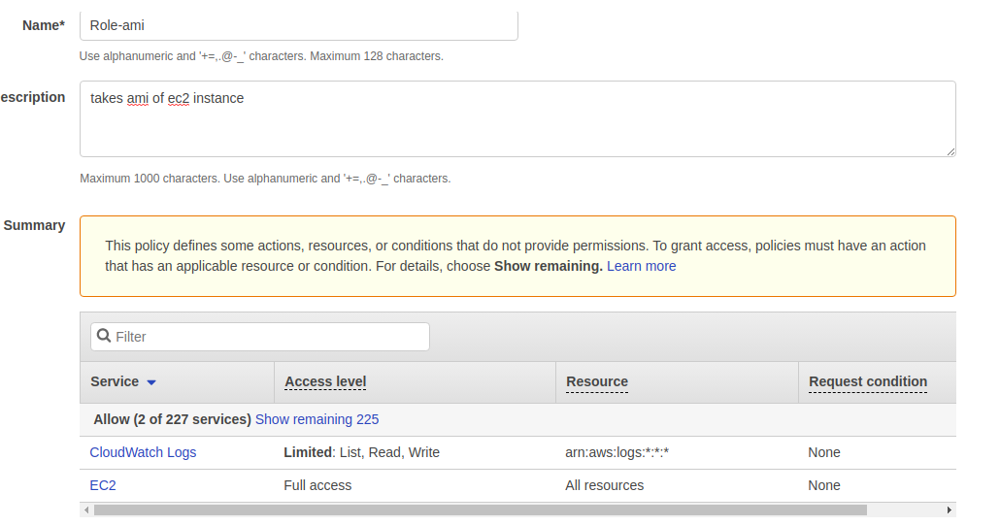 Name* Role-ami
Use alphanumeric and '+=,.@-_' characters. Maximum 128 characters.
escription takes ami of ec2 instance
Maximum 1000 characters. Use alphanumeric and '+=,.@-_' characters.
Summary
This policy defines some actions, resources, or conditions that do not provide permissions. To grant access, policies must have an action
that has an applicable resource or condition. For details, choose Show remaining. Learn more
Filter
Service Access level Resource Request condition
Allow (2 of 227 services) Show remaining 225
CloudWatch Logs Limited: List, Read, Write arn:aws:logs:*:*:* None
EC2 Full access All resources None